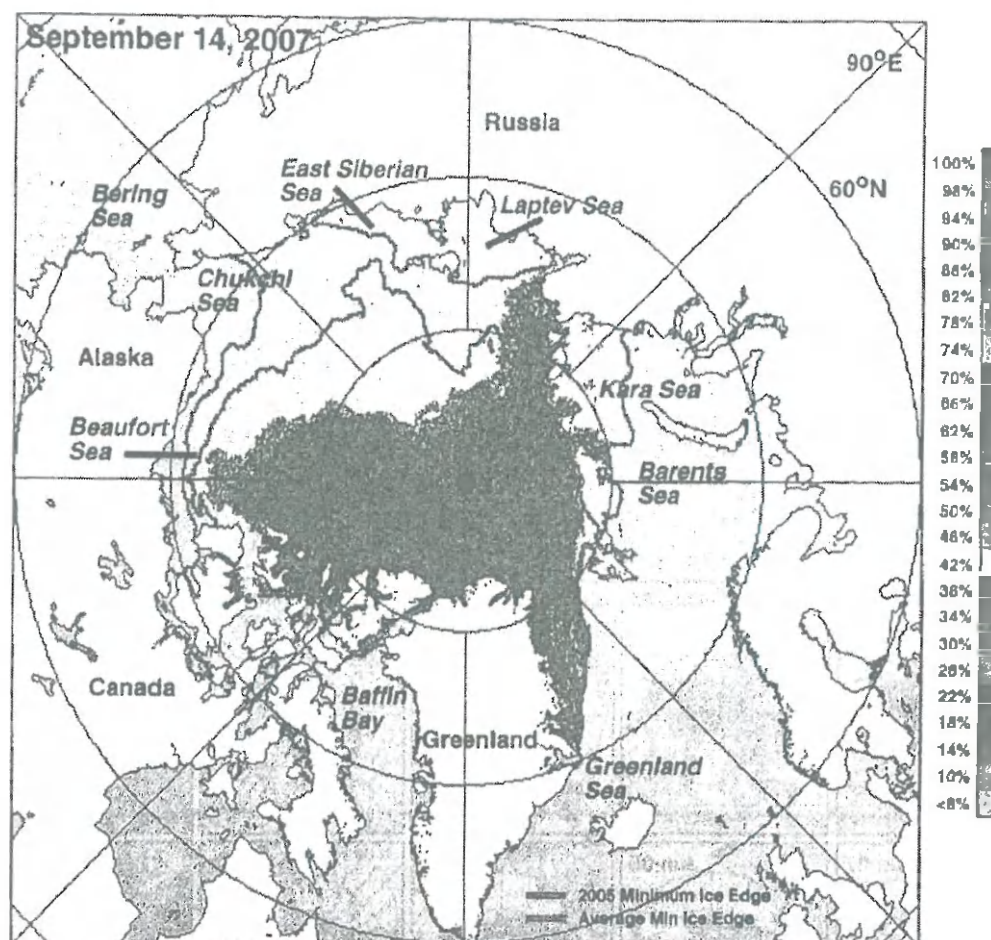 September 14, 2007
90°E
Russia
60°N
East Siberian
Sea
Laptev Sea
Bering
Sea
Chukchi
Sea
Alaska
Kara Sea
Beaufort
Sea
Barents
Sea
Canada
Baffin
Bay
Greenland
Greenland
Sea
2005 Minimum Ice Edge
Average Min Ice Edge
100%
98%
94%
90%
86%
82%
78%
74%
70%
66%
62%
58%
54%
50%
46%
42%
38%
34%
30%
26%
22%
18%
14%
10%
<8%